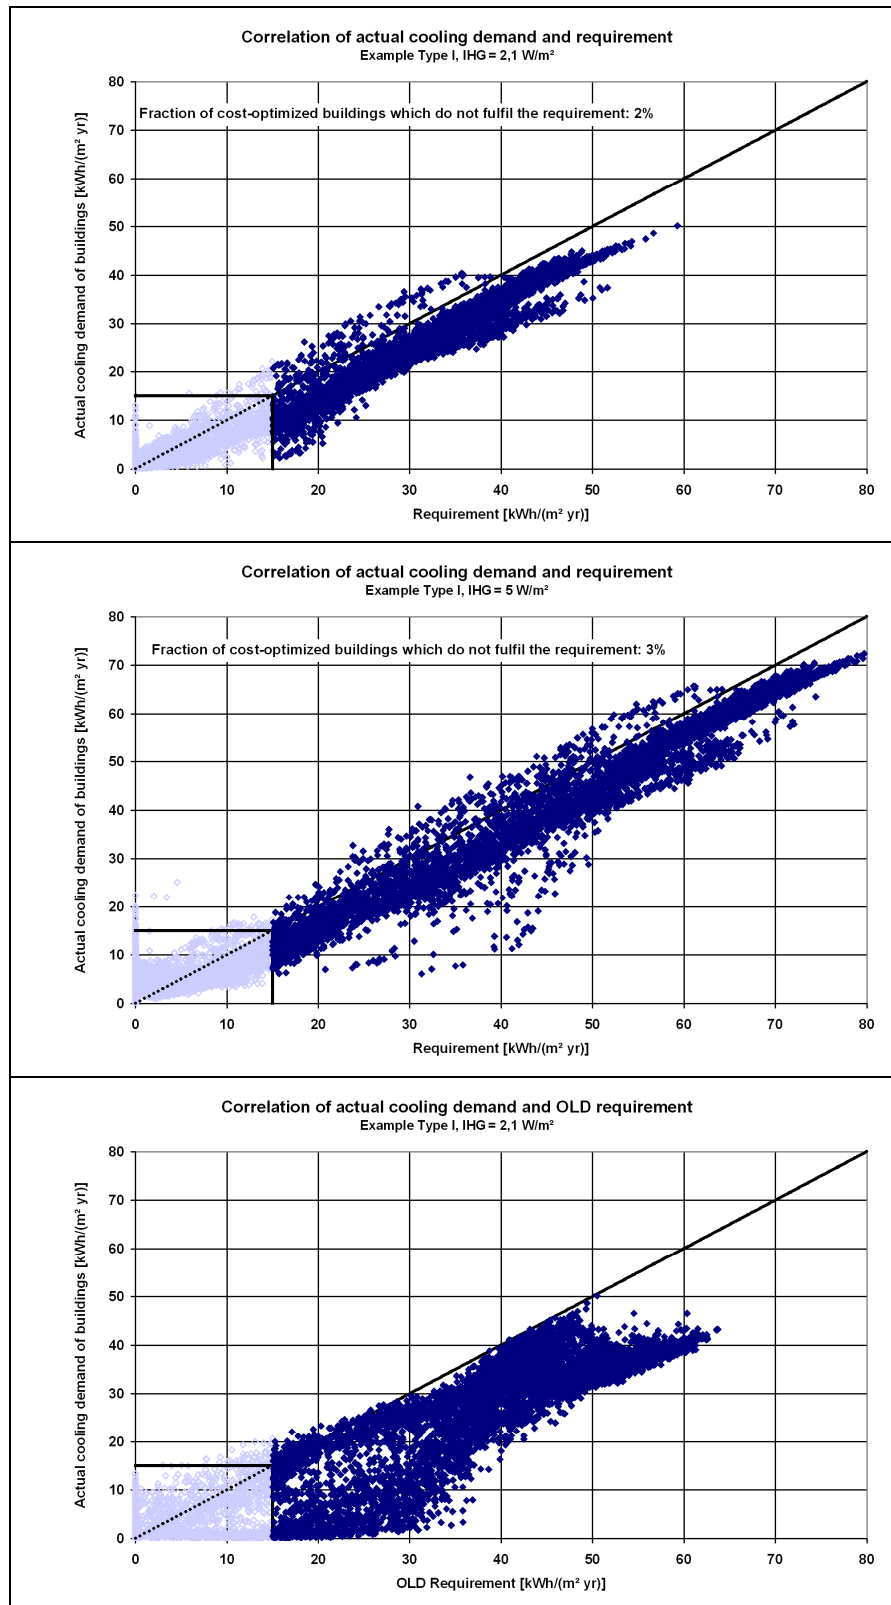 Correlation of actual cooling demand and requirement
Example Type I, IHG = 2,1 W/m²
Fraction of cost-optimized buildings which do not fulfil the requirement: 2%
Actual cooling demand of buildings [kWh/(m² yr)]
80
70
60
50
40
30
20
10
0
0 10 20 30 40 50 60 70 80
Requirement [kWh/(m² yr)]
Correlation of actual cooling demand and requirement
Example Type I, IHG = 5 W/m²
Fraction of cost-optimized buildings which do not fulfil the requirement: 3%
Actual cooling demand of buildings [kWh/(m² yr)]
80
70
60
50
40
30
20
10
0
0 10 20 30 40 50 60 70 80
Requirement [kWh/(m² yr)]
Correlation of actual cooling demand and OLD requirement
Example Type I, IHG = 2,1 W/m²
Actual cooling demand of buildings [kWh/(m² yr)]
80
70
60
50
40
30
20
10
0
0 10 20 30 40 50 60 70 80
OLD Requirement [kWh/(m² yr)]